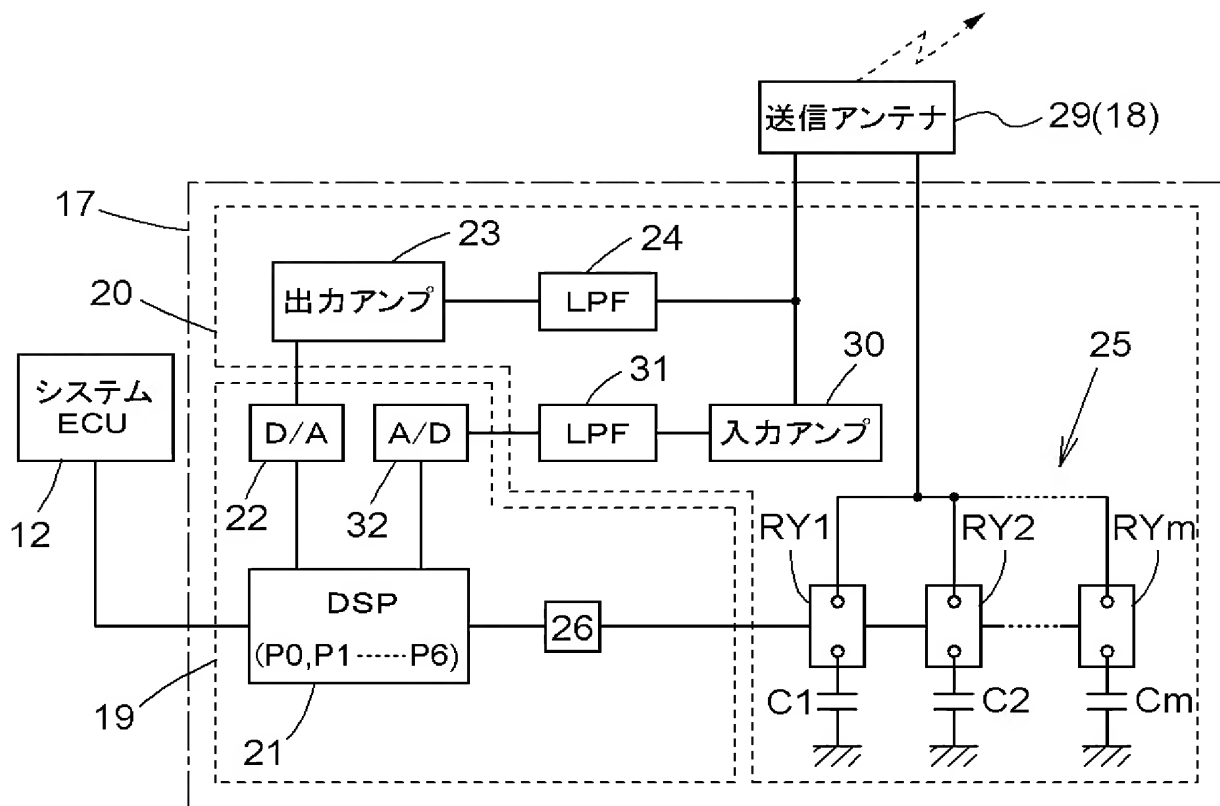 送信アンテナ
29(18)
17
23
24
出力アンプ
LPF
20
30
25
システム
ECU
31
D/A
A/D
LPF
入力アンプ
12
22
32
RY1
RY2
RYm
DSP
(P0,P1……P6)
26
19
21
C1
C2
Cm